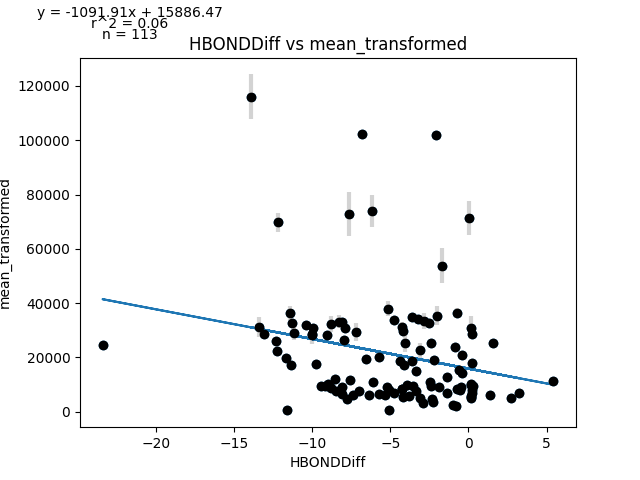 y = -1091.91x + 15886.47
r^2 = 0.06
n = 113
HBONDDiff vs mean_transformed
mean_transformed
120000
100000
80000
60000
40000
20000
0
−20
−15
−10
−5
0
5
HBONDDiff